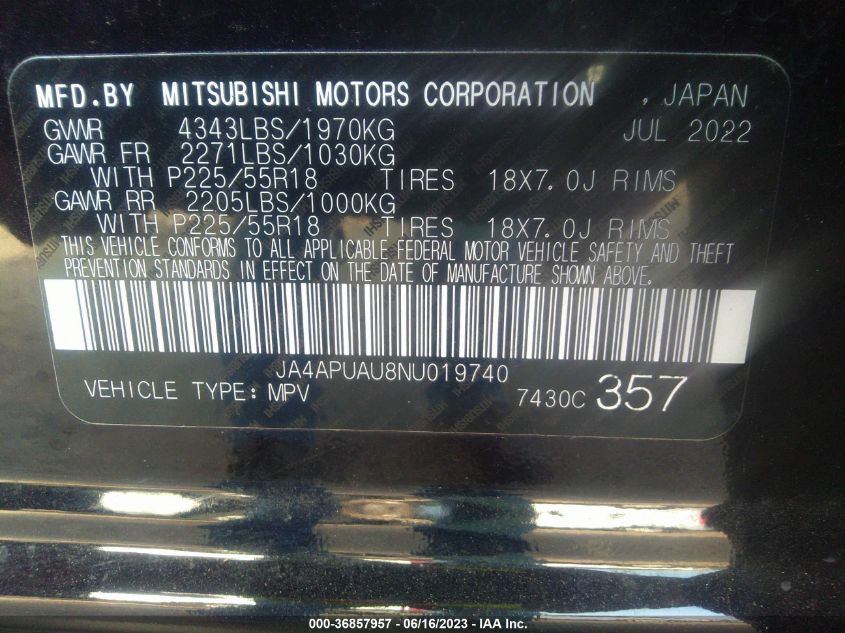 MFD.BY MITSUBISHI MOTORS CORPORATION , JAPAN
GVWR 4343LBS/1970KG JUL 2022
GAWR FR 2271LBS/1030KG
WITH P225/55R18 TIRES 18X7.0J RIMS
GAWR RR 2205LBS/1000KG
WITH P225/55R18 TIRES 18X7.0J RIMS
THIS VEHICLE CONFORMS TO ALL APPLICABLE FEDERAL MOTOR VEHICLE SAFETY AND THEFT
PREVENTION STANDARDS IN EFFECT ON THE DATE OF MANUFACTURE SHOWN ABOVE.
JA4APUAU8NU019740
VEHICLE TYPE: MPV 7430C 357
000-36857957 - 06/16/2023 - IAA Inc.